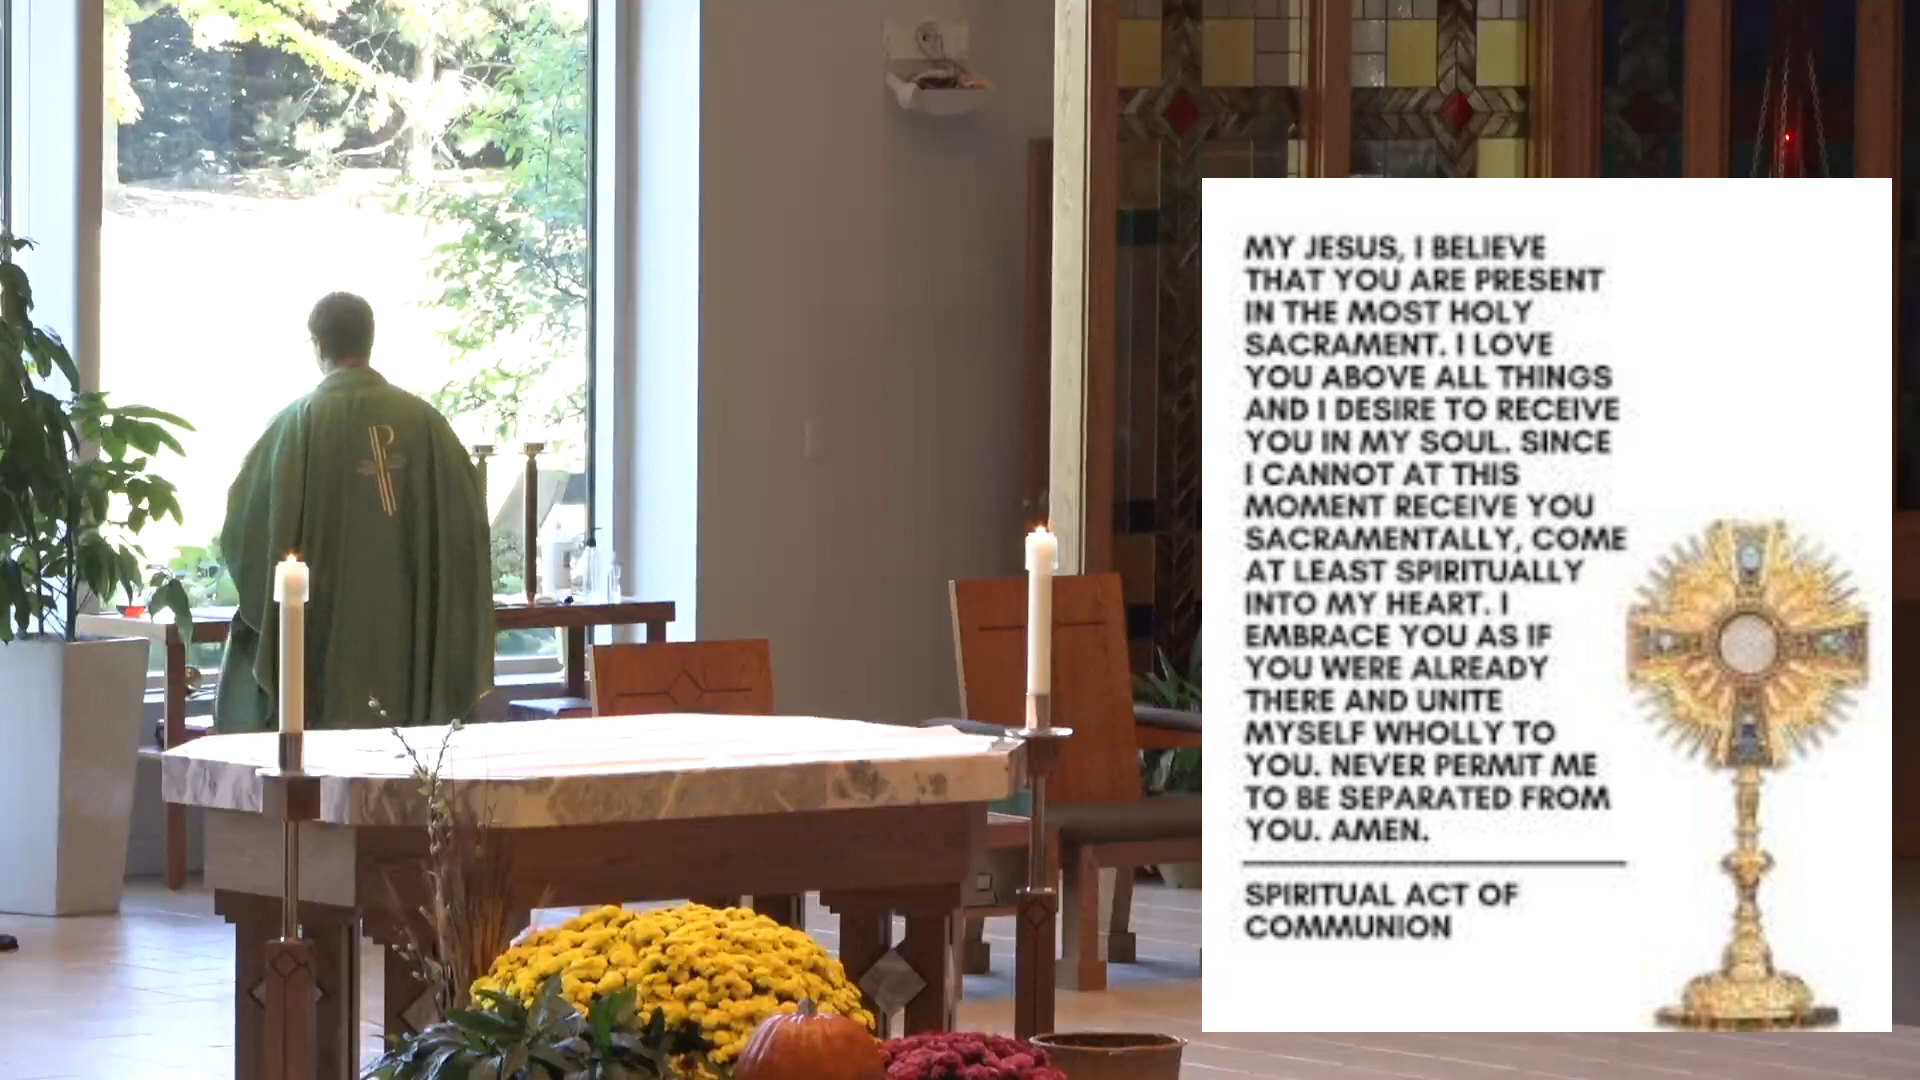 MY JESUS, I BELIEVE
THAT YOU ARE PRESENT
IN THE MOST HOLY
SACRAMENT. I LOVE
YOU ABOVE ALL THINGS
AND I DESIRE TO RECEIVE
YOU IN MY SOUL. SINCE
I CANNOT AT THIS
MOMENT RECEIVE YOU
SACRAMENTALLY, COME
AT LEAST SPIRITUALLY
INTO MY HEART. I
EMBRACE YOU AS IF
YOU WERE ALREADY
THERE AND UNITE
MYSELF WHOLLY TO
YOU. NEVER PERMIT ME
TO BE SEPARATED FROM
YOU. AMEN.
SPIRITUAL ACT OF
COMMUNION